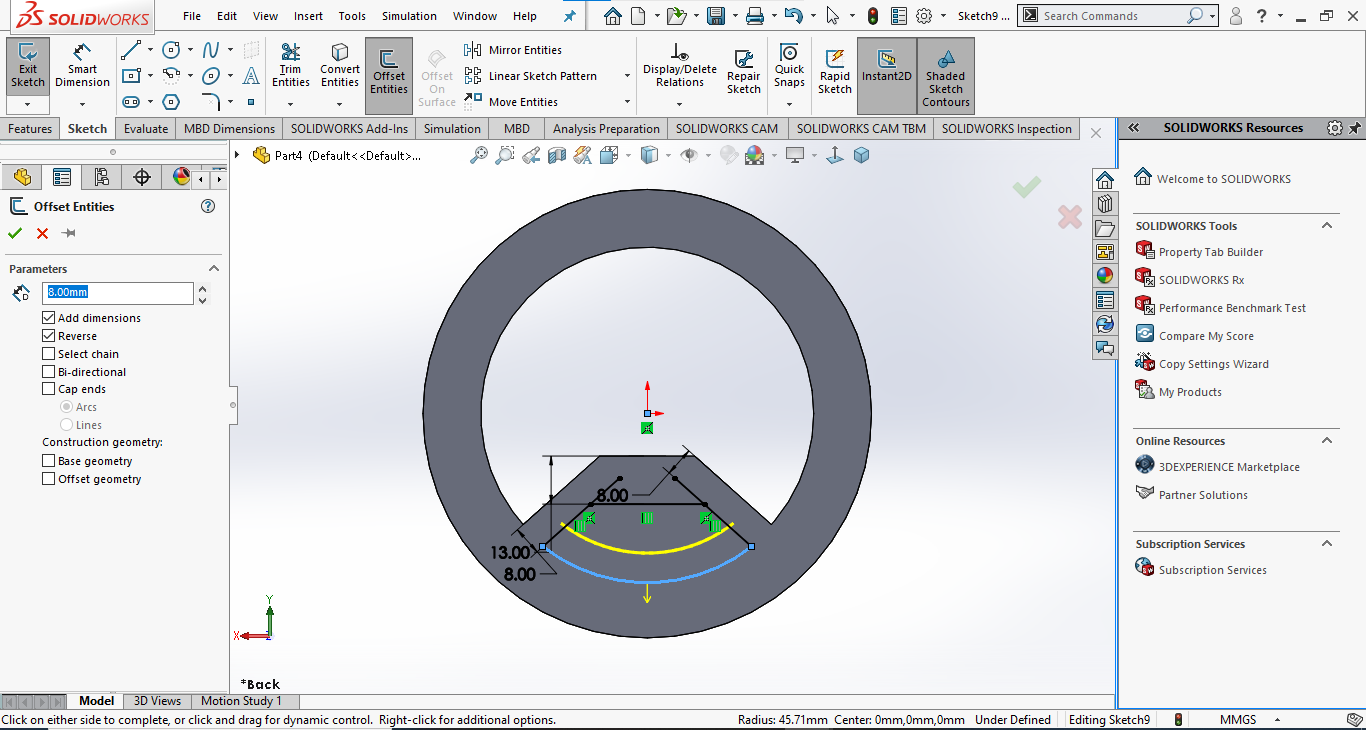 SOLIDWORKS File Edit View Insert Tools Simulation Window Help Sketch9 ... Search Commands ?
Exit Sketch
Smart Dimension
Trim Entities
Convert Entities
Offset Entities
Offset On Surface
Mirror Entities
Linear Sketch Pattern
Move Entities
Display/Delete Relations
Repair Sketch
Quick Snaps
Rapid Sketch
Instant2D
Shaded Sketch Contours
Features Sketch Evaluate MBD Dimensions SOLIDWORKS Add-Ins Simulation MBD Analysis Preparation SOLIDWORKS CAM SOLIDWORKS CAM TBM SOLIDWORKS Inspection
Part4 (Default<<Default>...
Offset Entities
Parameters
8.00mm
Add dimensions
Reverse
Select chain
Bi-directional
Cap ends
Arcs
Lines
Construction geometry:
Base geometry
Offset geometry
8.00
13.00
8.00
Y
X
*Back
SOLIDWORKS Resources
Welcome to SOLIDWORKS
SOLIDWORKS Tools
Property Tab Builder
SOLIDWORKS Rx
Performance Benchmark Test
Compare My Score
Copy Settings Wizard
My Products
Online Resources
3DEXPERIENCE Marketplace
Partner Solutions
Subscription Services
Subscription Services
Model 3D Views Motion Study 1
Click on either side to complete, or click and drag for dynamic control. Right-click for additional options. Radius: 45.71mm Center: 0mm,0mm,0mm Under Defined Editing Sketch9 MMGS